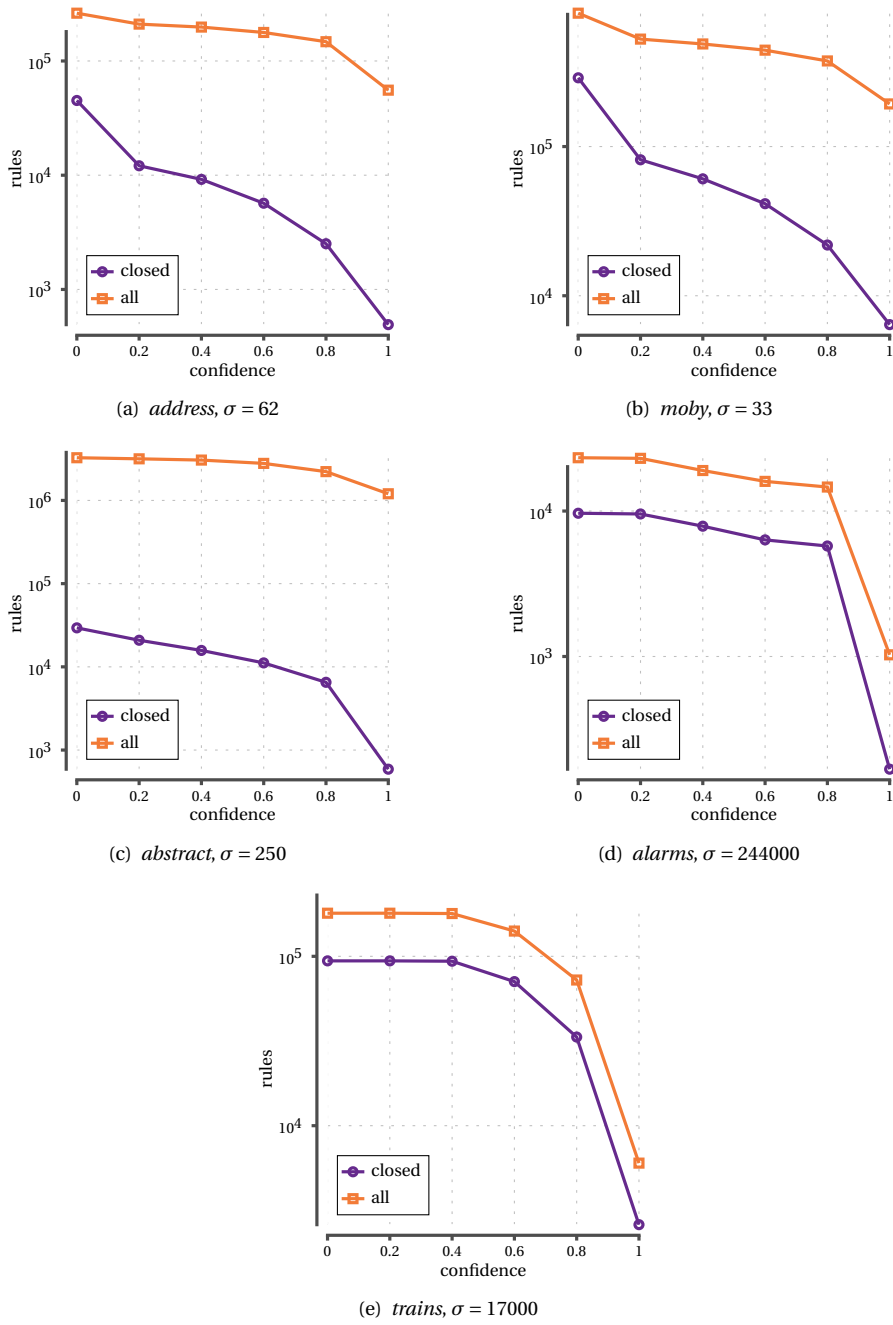 10^5
10^4
10^3
rules
closed
all
0 0.2 0.4 0.6 0.8 1
confidence
(a) address, σ = 62
10^5
10^4
rules
closed
all
0 0.2 0.4 0.6 0.8 1
confidence
(b) moby, σ = 33
10^6
10^5
10^4
10^3
rules
closed
all
0 0.2 0.4 0.6 0.8 1
confidence
(c) abstract, σ = 250
10^4
10^3
rules
closed
all
0 0.2 0.4 0.6 0.8 1
confidence
(d) alarms, σ = 244000
10^5
10^4
rules
closed
all
0 0.2 0.4 0.6 0.8 1
confidence
(e) trains, σ = 17000